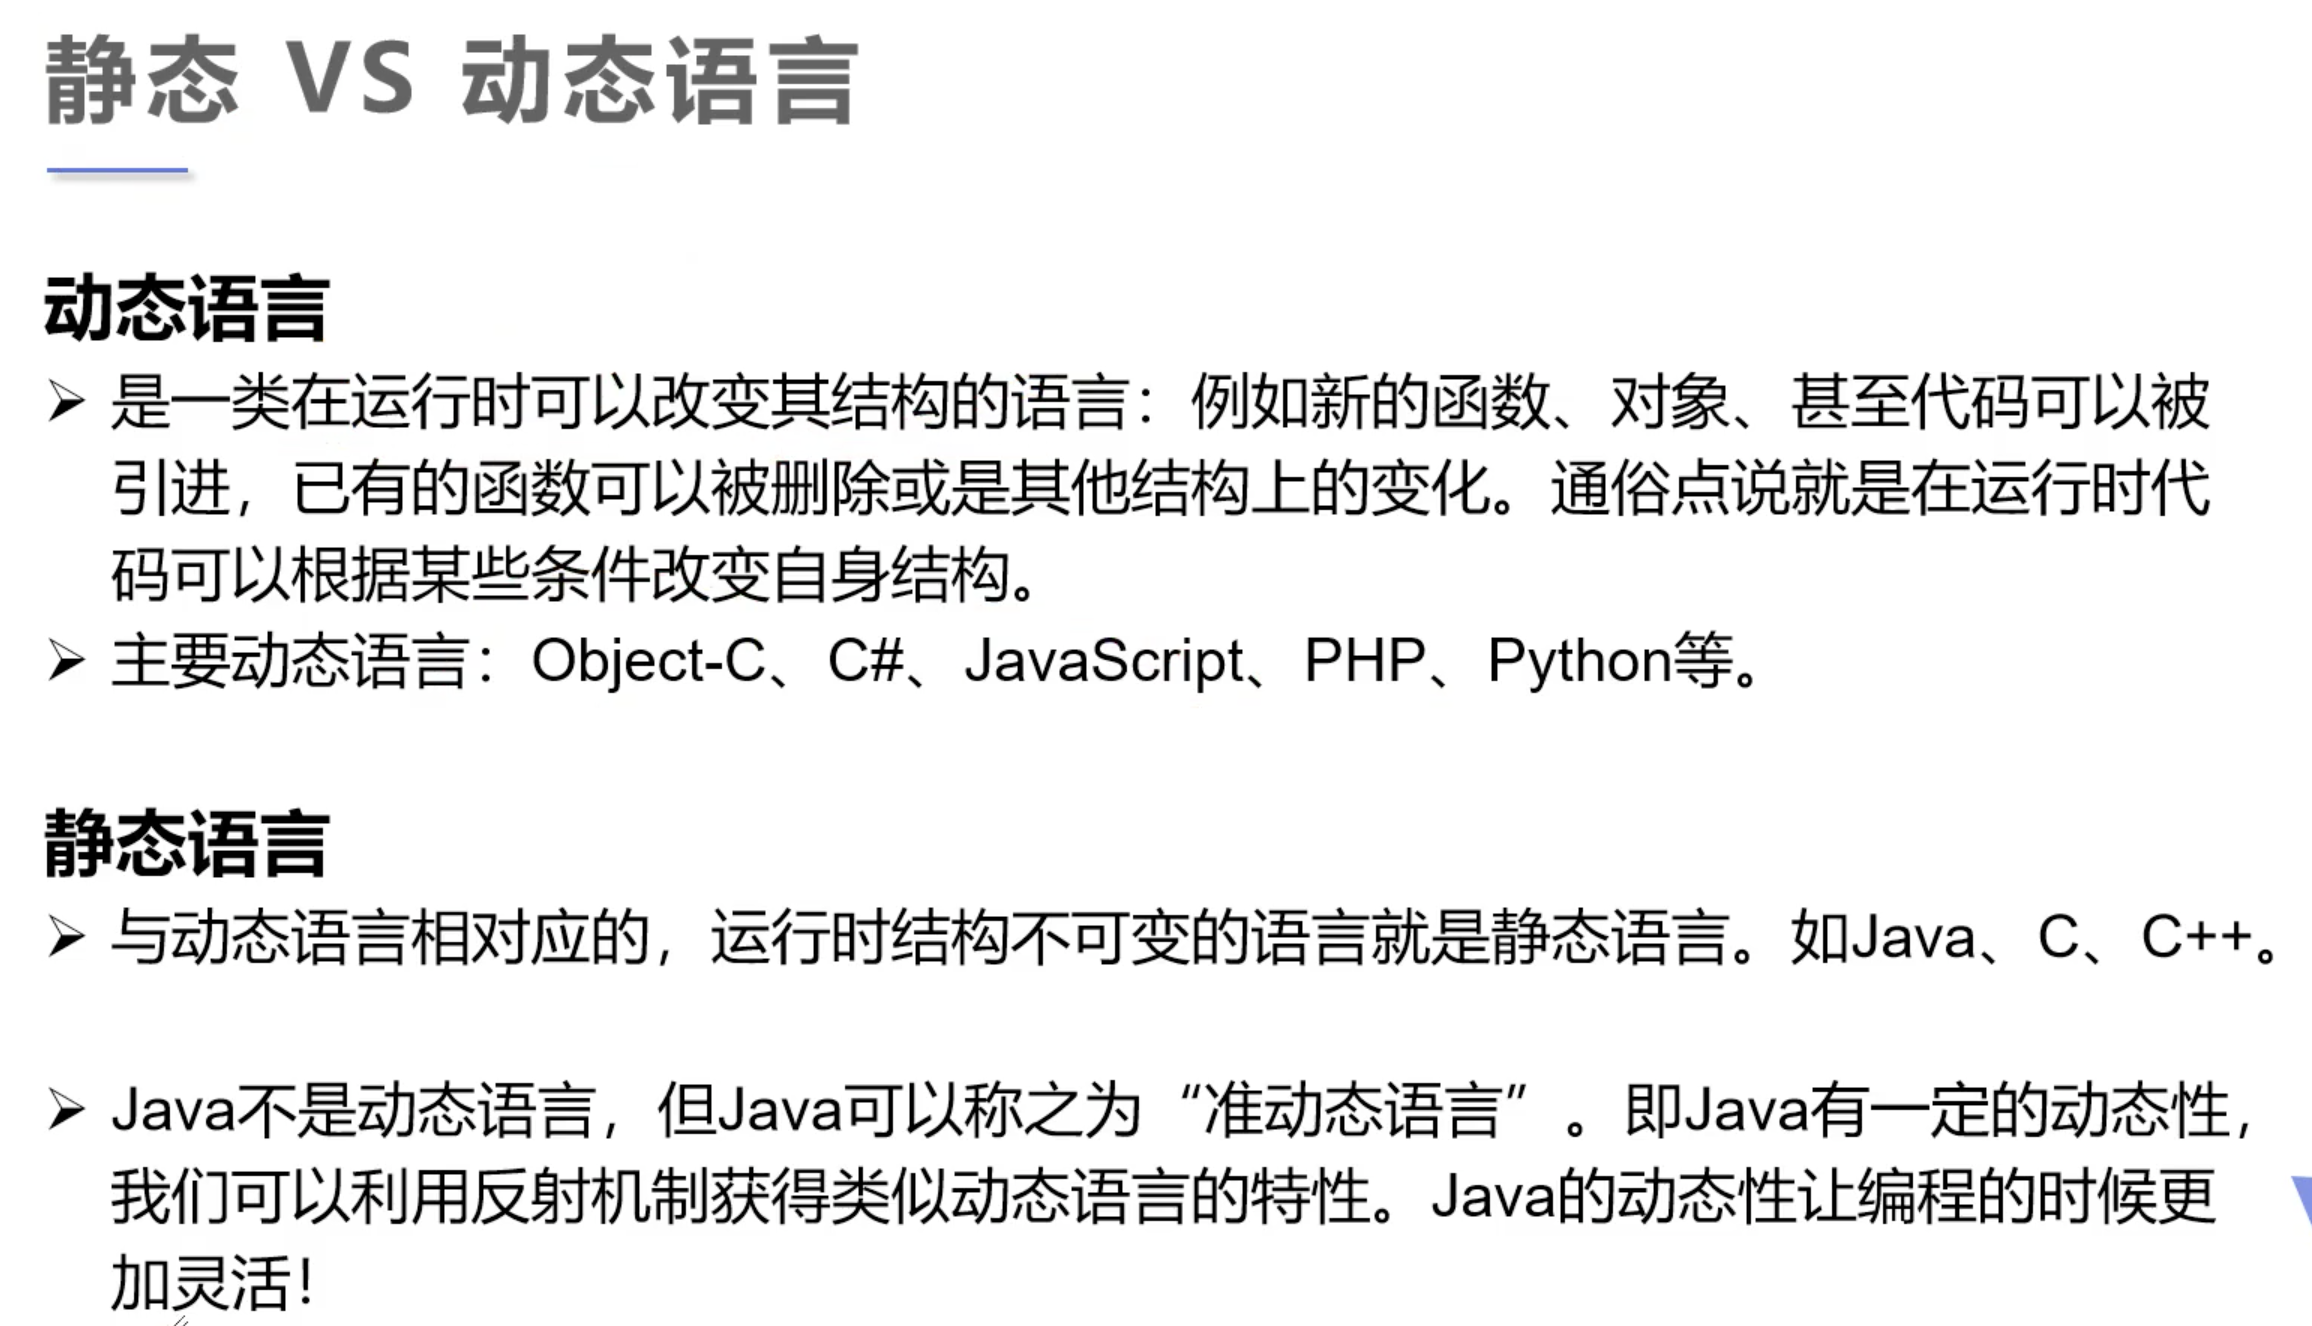 静态 VS 动态语言
动态语言
➢ 是一类在运行时可以改变其结构的语言：例如新的函数、对象、甚至代码可以被
引进，已有的函数可以被删除或是其他结构上的变化。通俗点说就是在运行时代
码可以根据某些条件改变自身结构。
➢ 主要动态语言：Object-C、C#、JavaScript、PHP、Python等。
静态语言
➢ 与动态语言相对应的，运行时结构不可变的语言就是静态语言。如Java、C、C++。
➢ Java不是动态语言，但Java可以称之为“准动态语言”。即Java有一定的动态性，
我们可以利用反射机制获得类似动态语言的特性。Java的动态性让编程的时候更
加灵活！